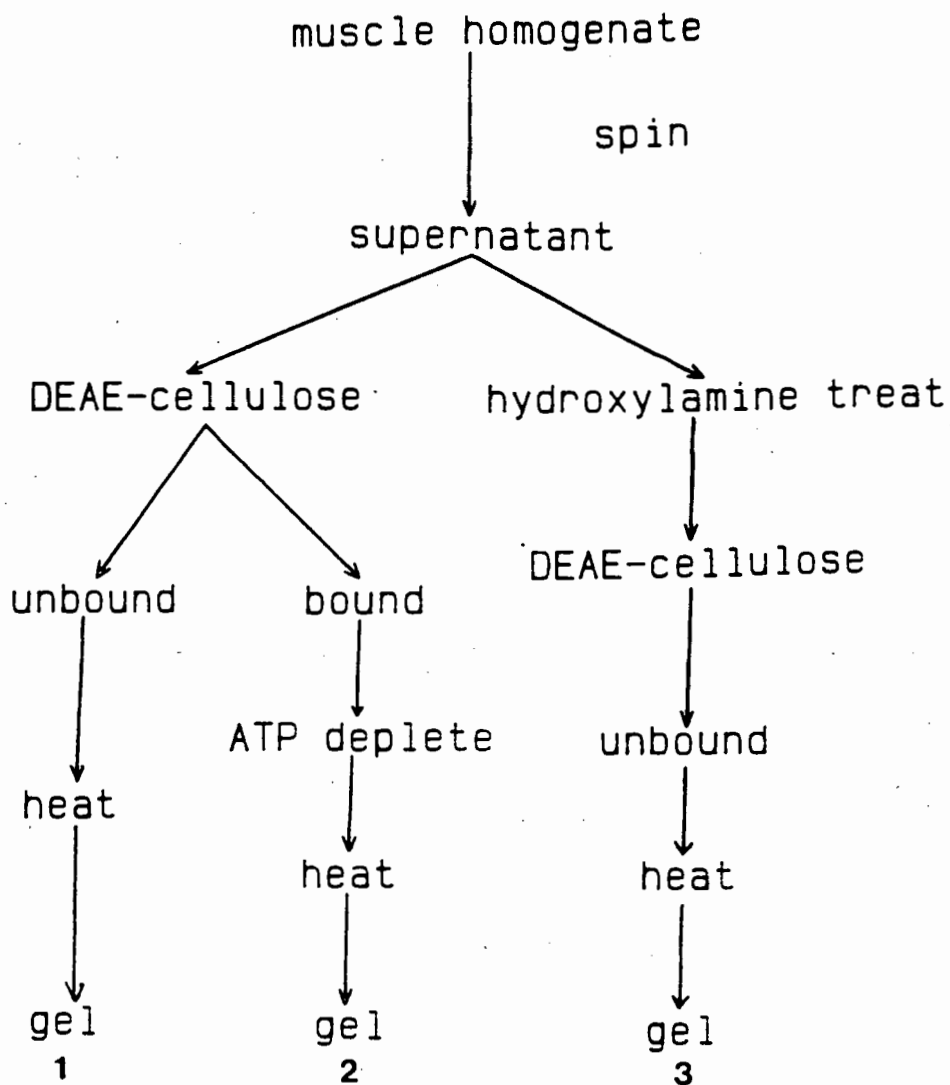 muscle homogenate
spin
supernatant
DEAE-cellulose
hydroxylamine treat
DEAE-cellulose
unbound
bound
ATP deplete
unbound
heat
heat
heat
gel
gel
gel
1
2
3